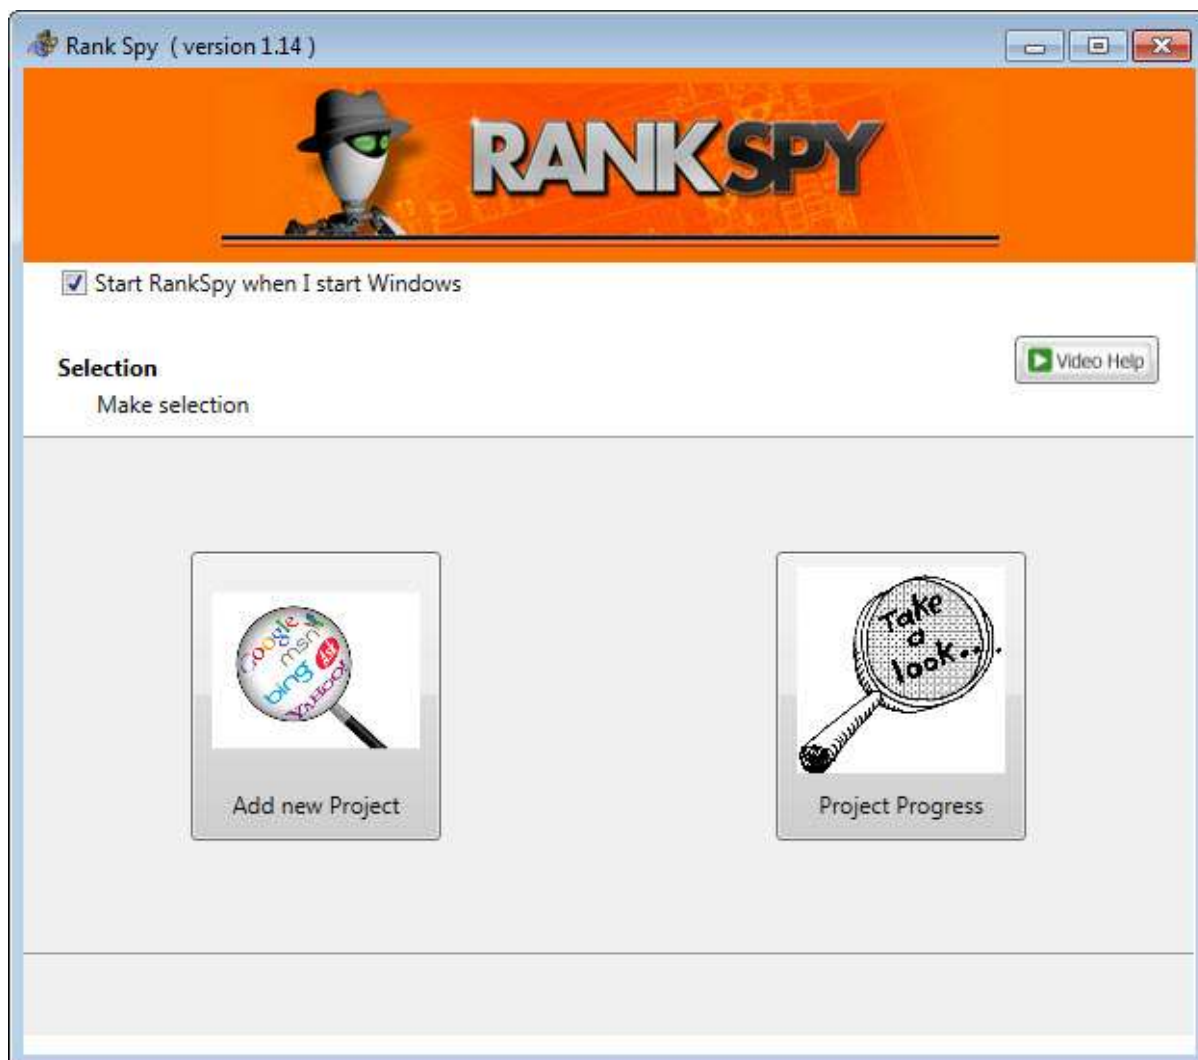 Rank Spy ( version 1.14 )
RANKSPY
Start RankSpy when I start Windows
Selection
Make selection
Video Help
Google
msn
bing
Ask
YAHOO!
Take
a
look...
Add new Project
Project Progress